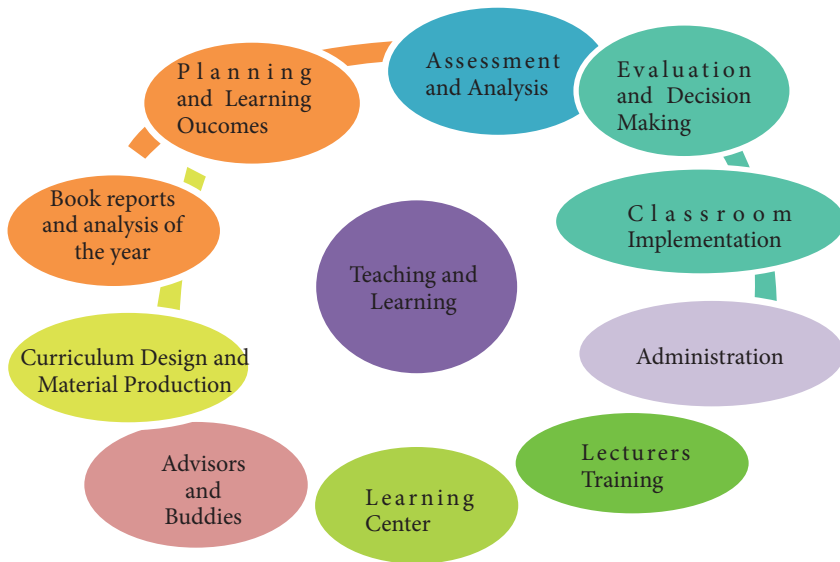 Planning
and Learning
Oucomes
Assessment
and Analysis
Evaluation
and Decision
Making
Book reports
and analysis of
the year
Classroom
Implementation
Teaching and
Learning
Curriculum Design and
Material Production
Administration
Advisors
and
Buddies
Learning
Center
Lecturers
Training